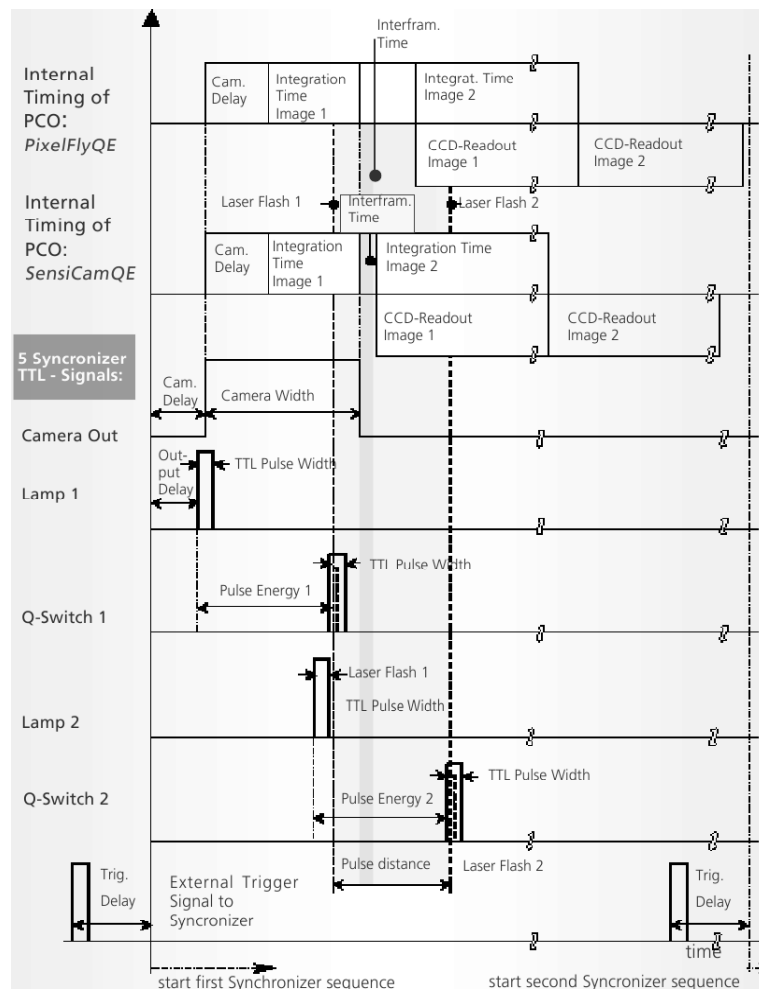 Interfram.
Time
Internal
Timing of
PCO:
PixelFlyQE
Cam.
Delay
Integration
Time
Image 1
Integrat. Time
Image 2
CCD-Readout
Image 1
CCD-Readout
Image 2
Laser Flash 1
Interfram.
Time
Laser Flash 2
Internal
Timing of
PCO:
SensiCamQE
Cam.
Delay
Integration
Time
Image 1
Integration Time
Image 2
CCD-Readout
Image 1
CCD-Readout
Image 2
5 Syncronizer
TTL - Signals:
Cam.
Delay
Camera Width
Camera Out
Out-
put
Delay
TTL Pulse Width
Lamp 1
TTL Pulse Width
Pulse Energy 1
Q-Switch 1
Laser Flash 1
TTL Pulse Width
Lamp 2
TTL Pulse Width
Pulse Energy 2
Q-Switch 2
Pulse distance
Laser Flash 2
Trig.
Delay
External Trigger
Signal to
Syncronizer
Trig.
Delay
time
start first Synchronizer sequence
start second Syncronizer sequence